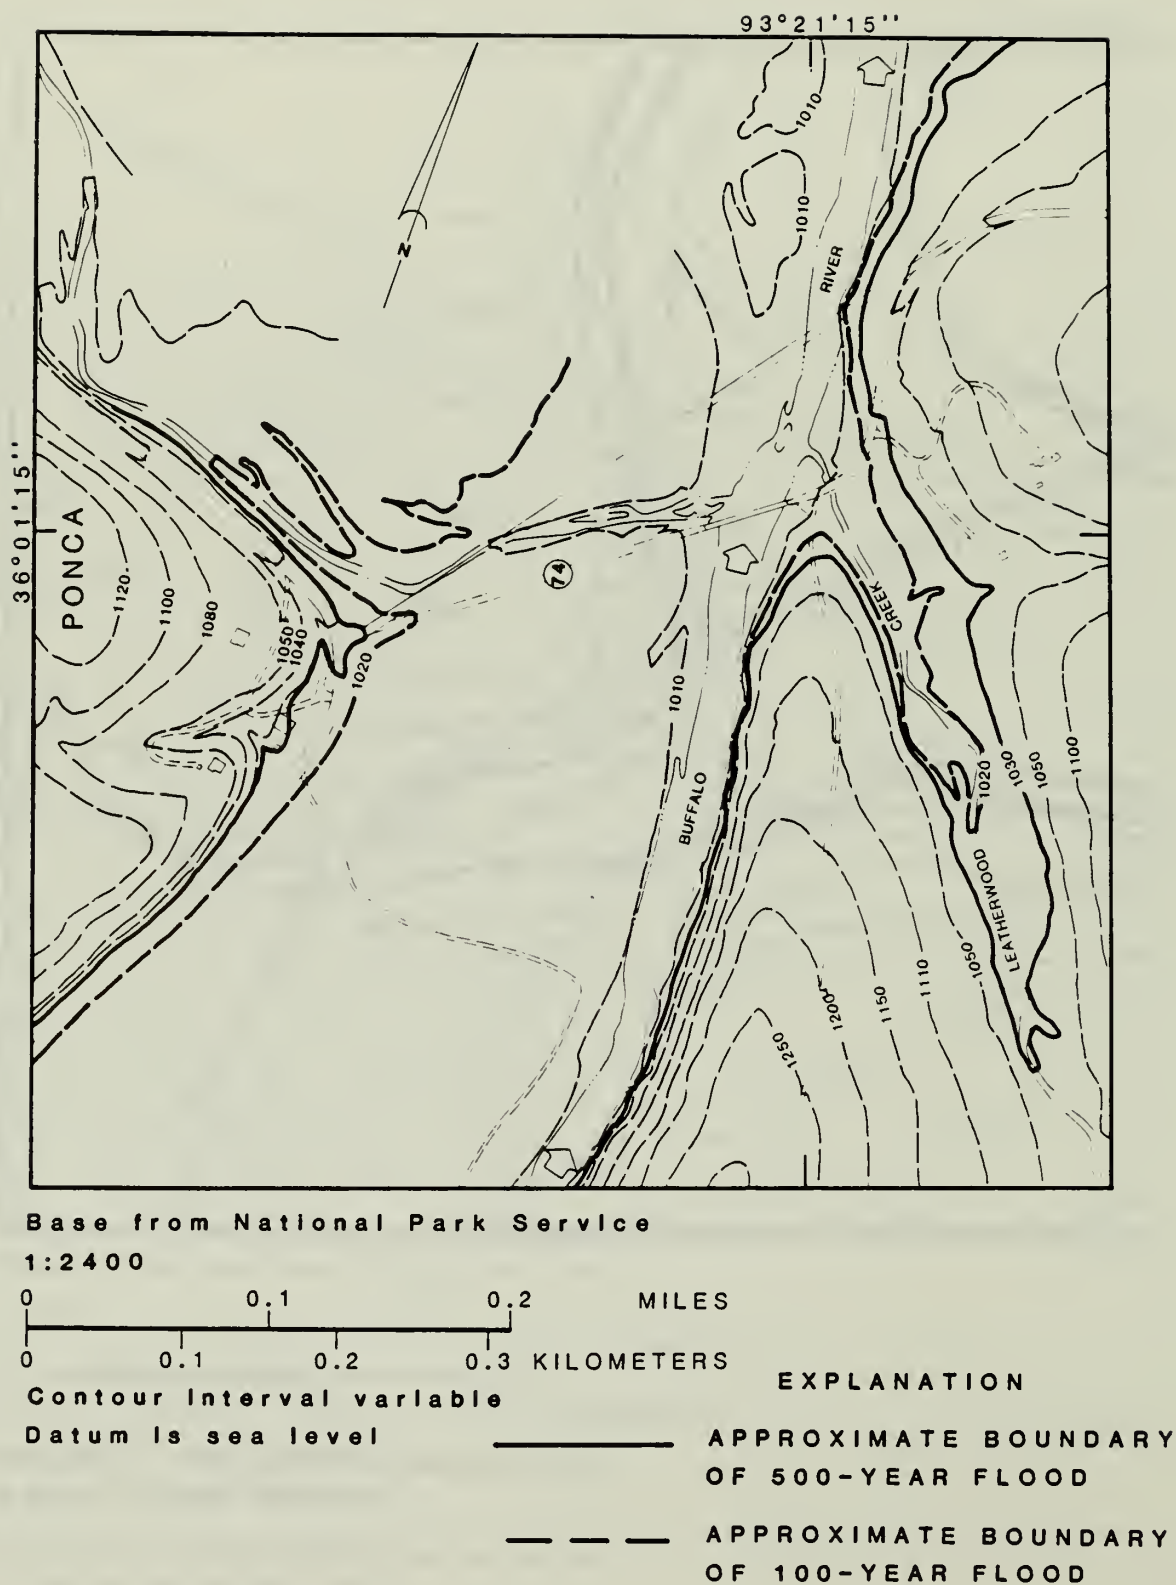 93°21'15"
1010
1010
RIVER
N
36°01'15"
PONCA
74
1120
1100
1080
1050
1040
1020
1010
CREEK
BUFFALO
1020
1030
1050
1100
LEATHERWOOD
1050
1110
1150
1200
1250
Base from National Park Service
1:2400
0 0.1 0.2 MILES
0 0.1 0.2 0.3 KILOMETERS
Contour Interval variable
Datum is sea level
EXPLANATION
APPROXIMATE BOUNDARY
OF 500-YEAR FLOOD
APPROXIMATE BOUNDARY
OF 100-YEAR FLOOD